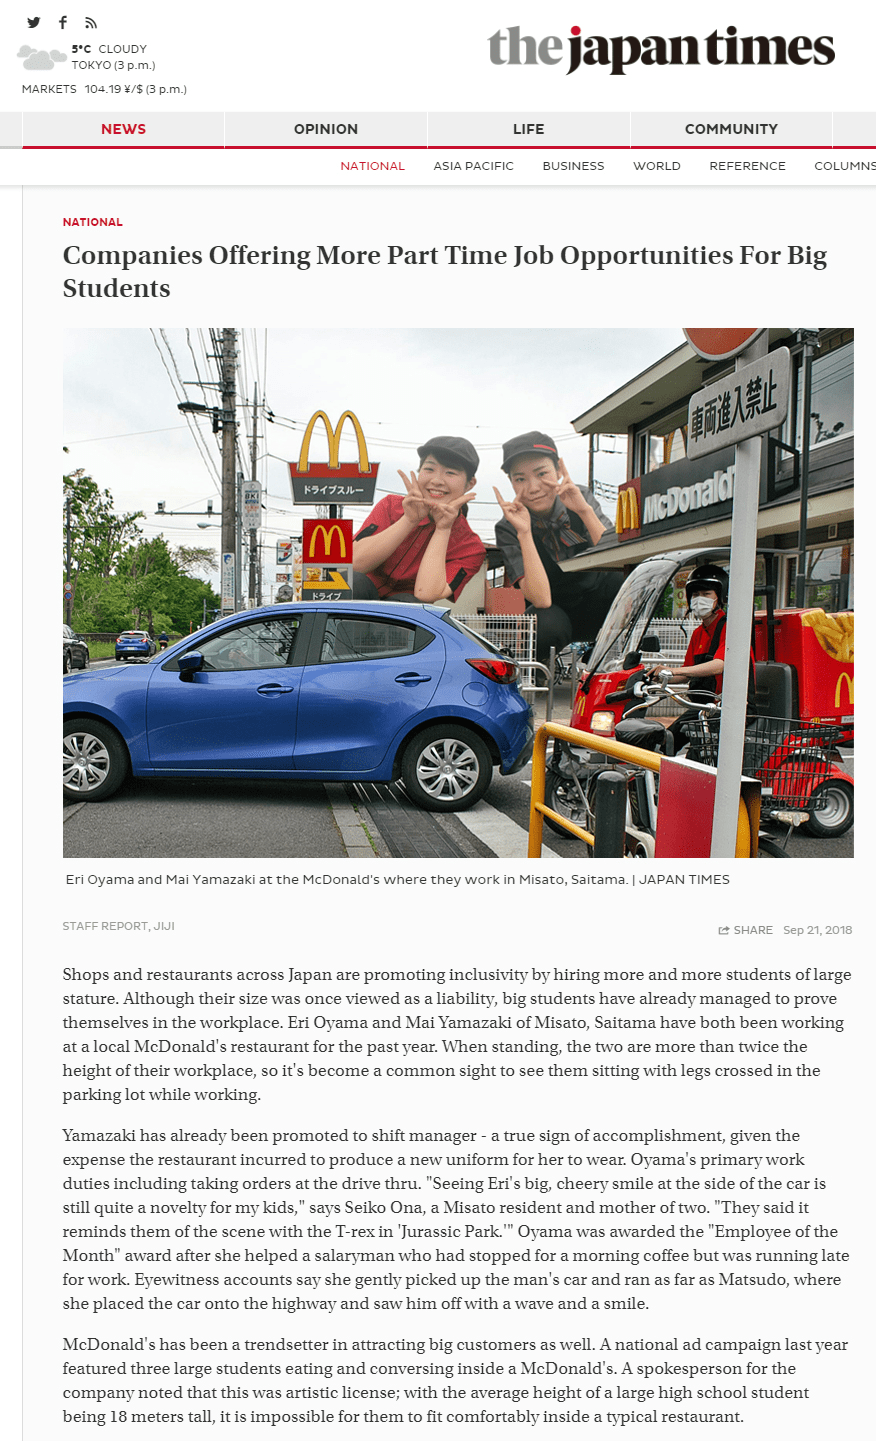 5°C CLOUDY
TOKYO (3 p.m.)
MARKETS 104.19 ¥/$ (3 p.m.)
the japan times
NEWS OPINION LIFE COMMUNITY
NATIONAL ASIA PACIFIC BUSINESS WORLD REFERENCE COLUMNS
NATIONAL
Companies Offering More Part Time Job Opportunities For Big
Students
車両進入禁止
ドライブスルー
McDonald
ドライブ
Eri Oyama and Mai Yamazaki at the McDonald's where they work in Misato, Saitama. | JAPAN TIMES
STAFF REPORT, JIJI
SHARE Sep 21, 2018
Shops and restaurants across Japan are promoting inclusivity by hiring more and more students of large
stature. Although their size was once viewed as a liability, big students have already managed to prove
themselves in the workplace. Eri Oyama and Mai Yamazaki of Misato, Saitama have both been working
at a local McDonald's restaurant for the past year. When standing, the two are more than twice the
height of their workplace, so it's become a common sight to see them sitting with legs crossed in the
parking lot while working.
Yamazaki has already been promoted to shift manager - a true sign of accomplishment, given the
expense the restaurant incurred to produce a new uniform for her to wear. Oyama's primary work
duties including taking orders at the drive thru. "Seeing Eri's big, cheery smile at the side of the car is
still quite a novelty for my kids," says Seiko Ona, a Misato resident and mother of two. "They said it
reminds them of the scene with the T-rex in 'Jurassic Park.'" Oyama was awarded the "Employee of the
Month" award after she helped a salaryman who had stopped for a morning coffee but was running late
for work. Eyewitness accounts say she gently picked up the man's car and ran as far as Matsudo, where
she placed the car onto the highway and saw him off with a wave and a smile.
McDonald's has been a trendsetter in attracting big customers as well. A national ad campaign last year
featured three large students eating and conversing inside a McDonald's. A spokesperson for the
company noted that this was artistic license; with the average height of a large high school student
being 18 meters tall, it is impossible for them to fit comfortably inside a typical restaurant.